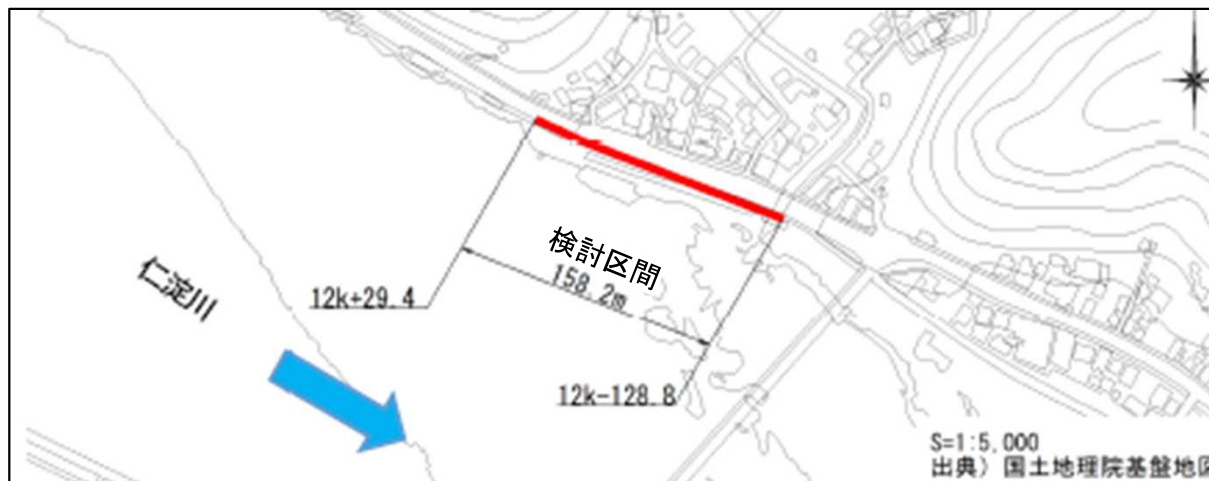 検討区間
158.2m
仁淀川
12k+29.4
12k-128.8
S=1:5,000
出典）国土地理院基盤地図